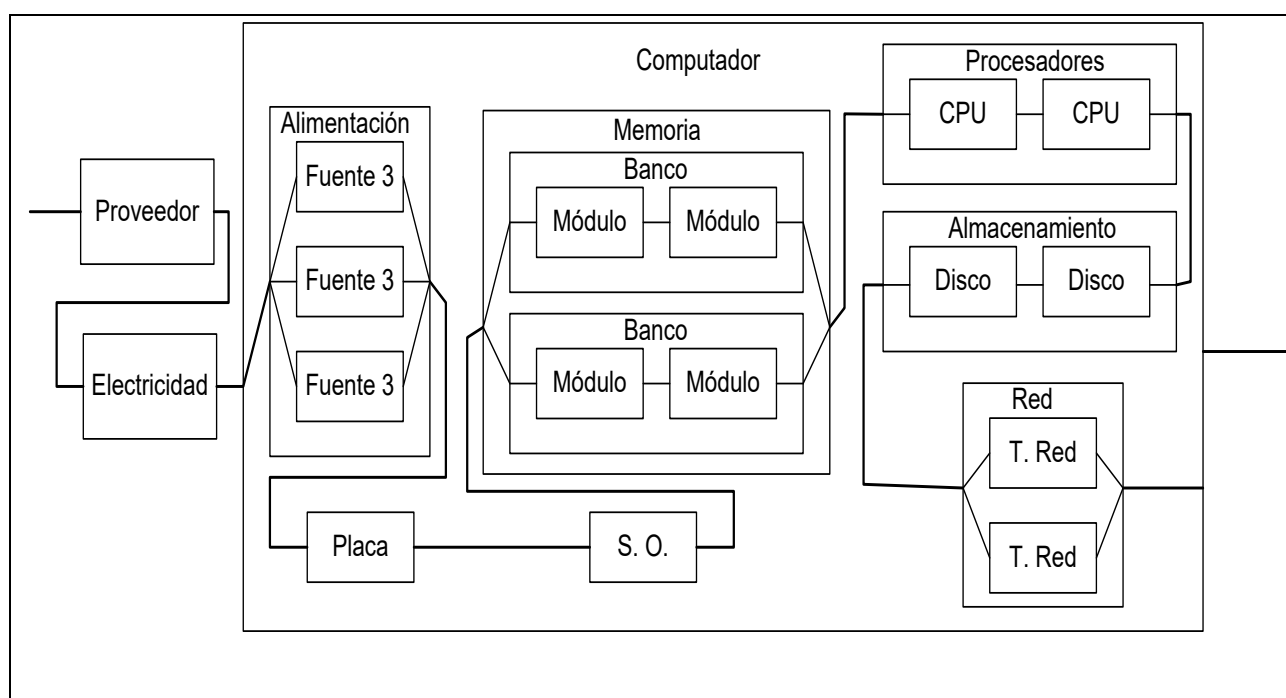 Computador
Procesadores
CPU
CPU
Alimentación
Memoria
Fuente 3
Banco
Módulo
Módulo
Proveedor
Almacenamiento
Fuente 3
Disco
Disco
Banco
Electricidad
Fuente 3
Módulo
Módulo
Red
T. Red
Placa
S. O.
T. Red